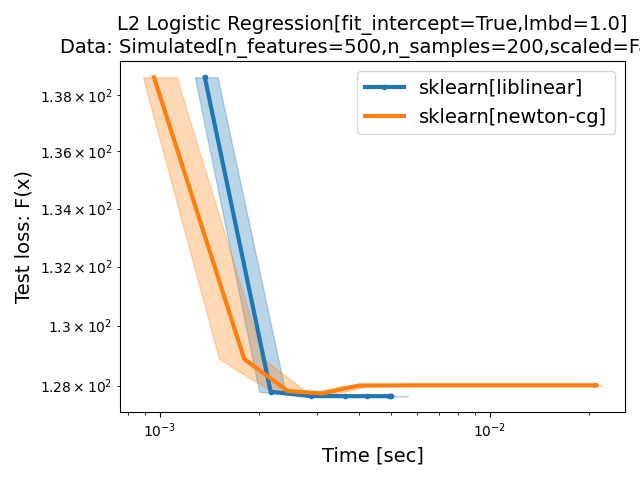 L2 Logistic Regression[fit_intercept=True,lmbd=1.0]
Data: Simulated[n_features=500,n_samples=200,scaled=Fa
sklearn[liblinear]
sklearn[newton-cg]
Test loss: F(x)
1.38 × 10²
1.36 × 10²
1.34 × 10²
1.32 × 10²
1.3 × 10²
1.28 × 10²
10⁻³
10⁻²
Time [sec]